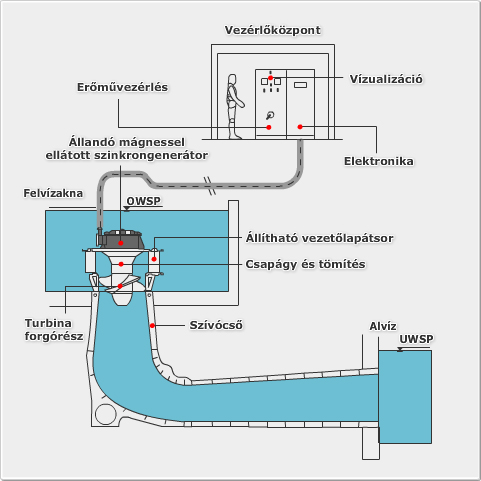 Vezérlőközpont
Vízualizáció
Erőművezérlés
Állandó mágnessel
ellátott szinkrongenerátor
Elektronika
Felvízakna
OWSP
Állítható vezetőlapátsor
Csapágy és tömítés
Turbina
forgórész
Szívócső
Alvíz
UWSP